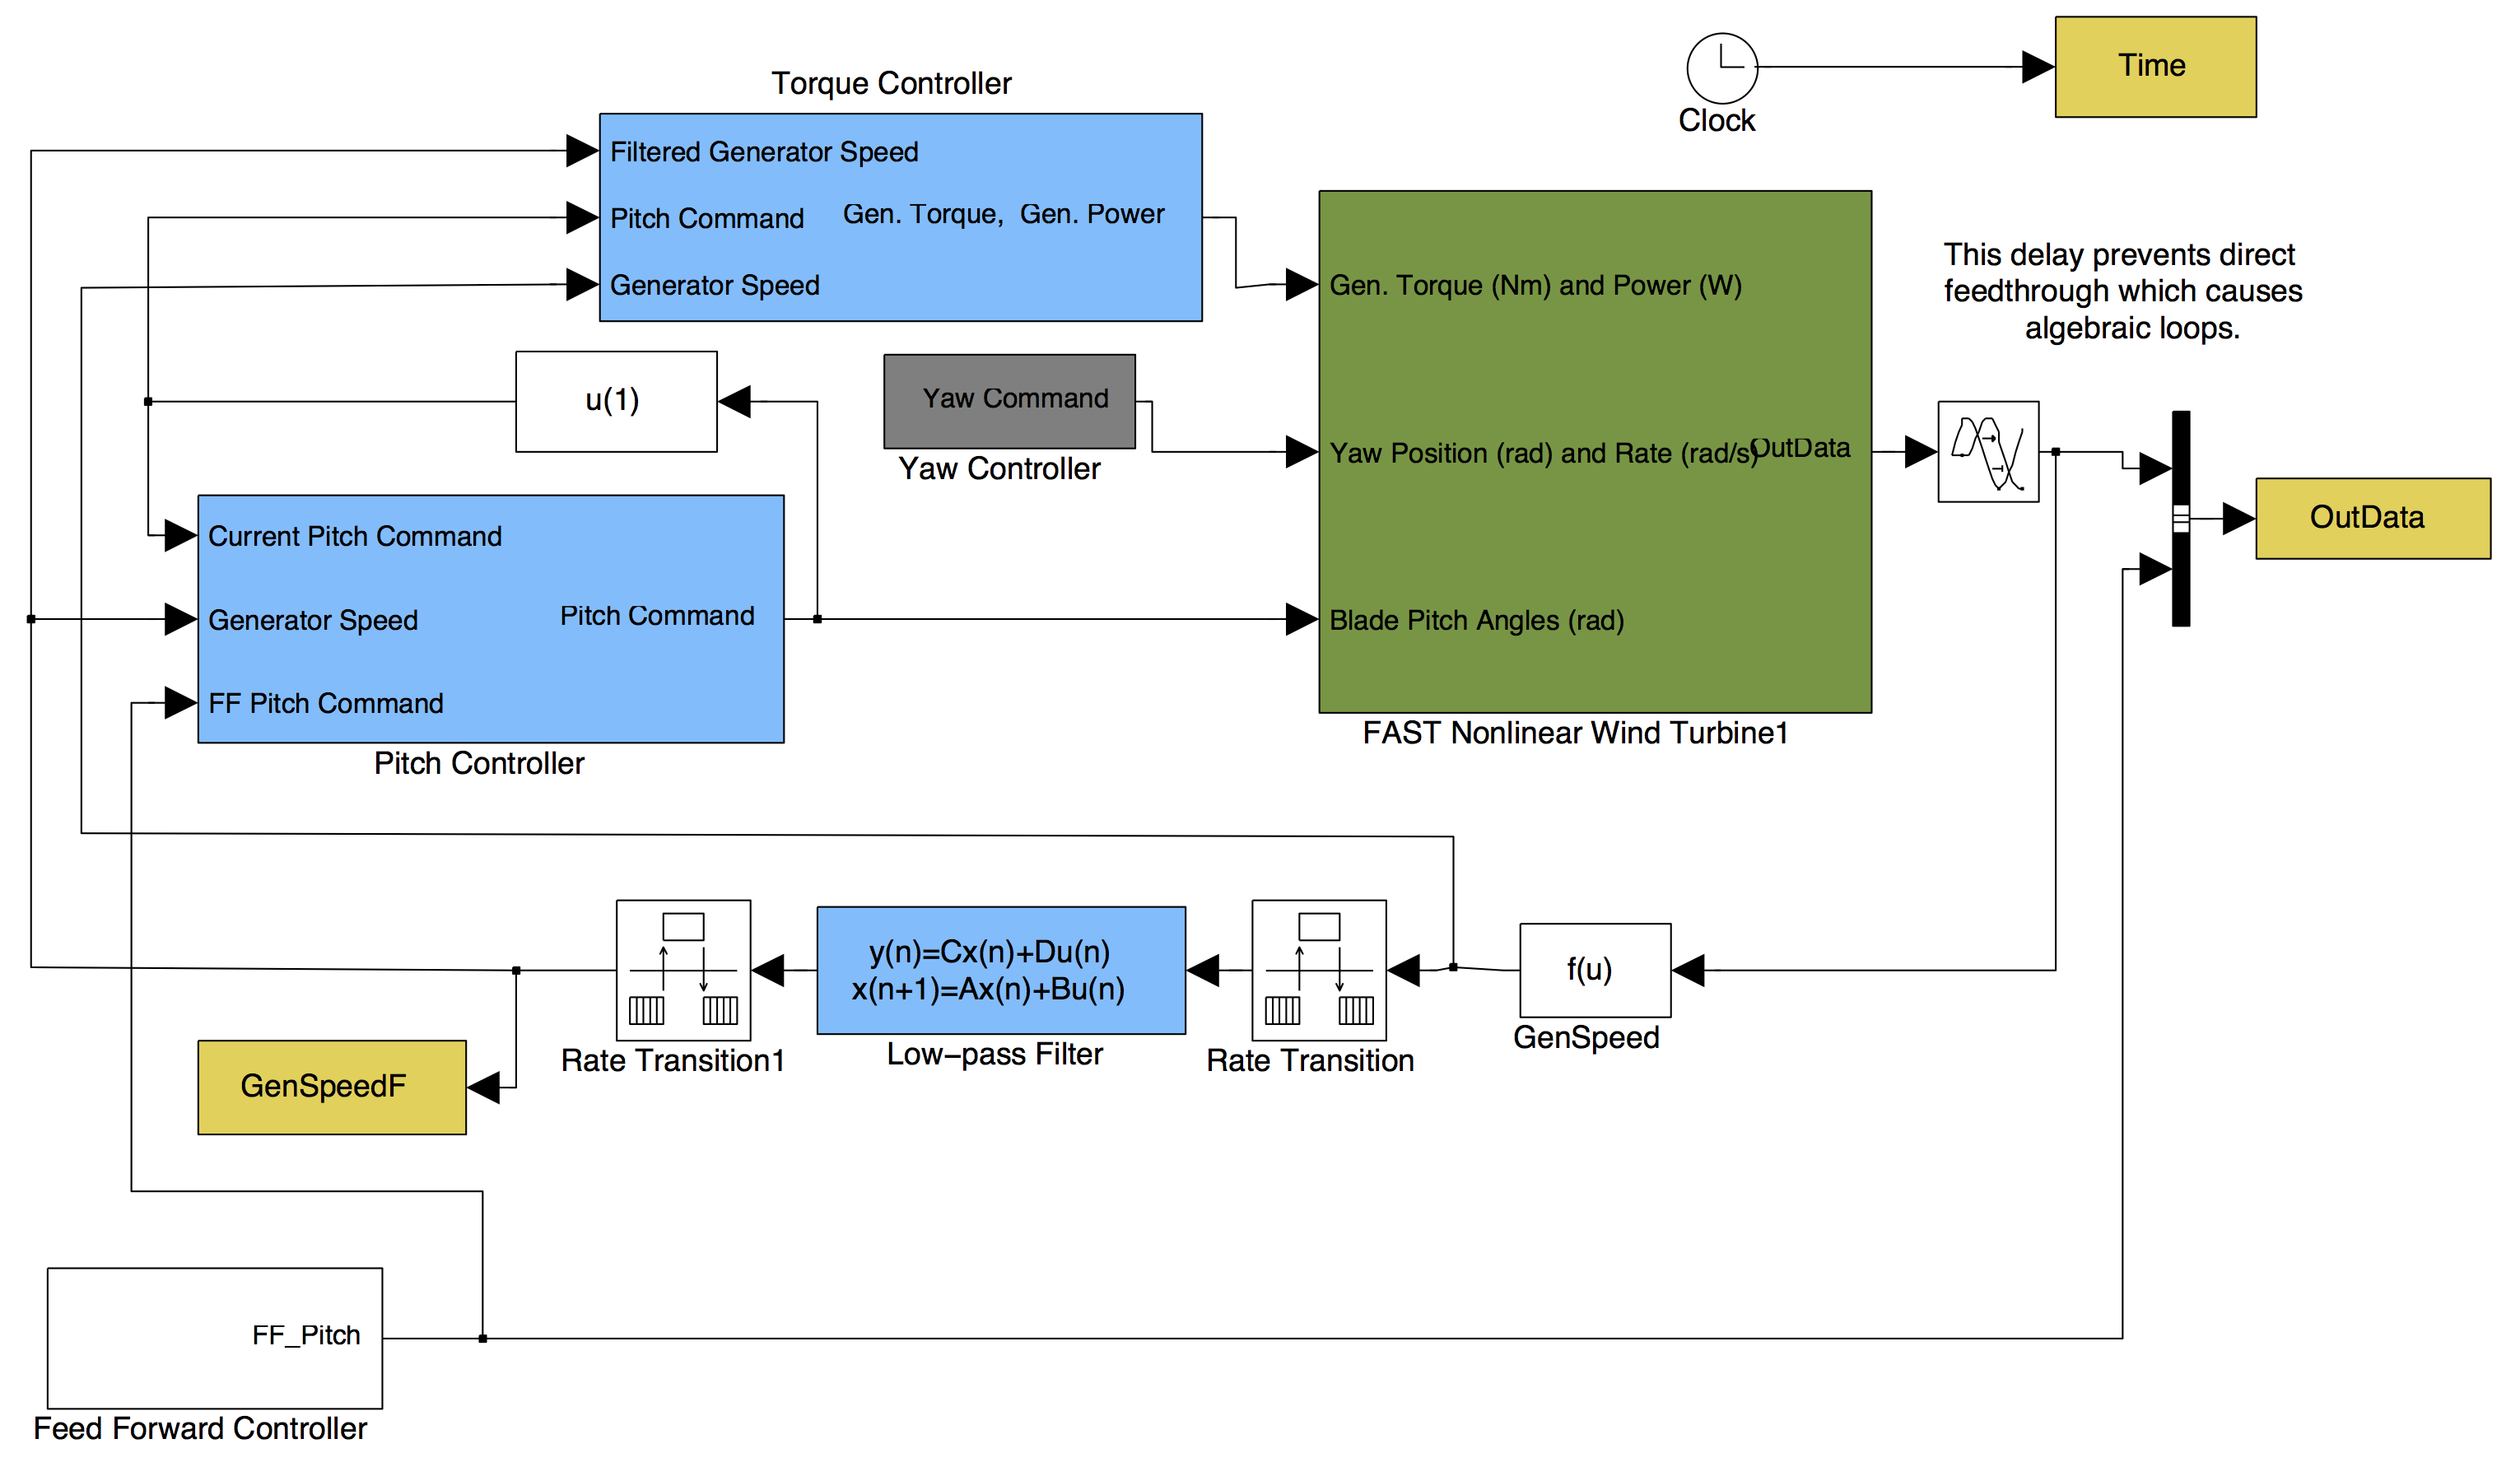 Time
Clock
Torque Controller
Filtered Generator Speed
Pitch Command
Gen. Torque,  Gen. Power
Generator Speed
This delay prevents direct
feedthrough which causes
algebraic loops.
Gen. Torque (Nm) and Power (W)
u(1)
Yaw Command
Yaw Controller
Yaw Position (rad) and Rate (rad/s)
OutData
OutData
Current Pitch Command
Generator Speed
Pitch Command
FF Pitch Command
Pitch Controller
Blade Pitch Angles (rad)
FAST Nonlinear Wind Turbine1
y(n)=Cx(n)+Du(n)
x(n+1)=Ax(n)+Bu(n)
f(u)
Rate Transition1
Low−pass Filter
Rate Transition
GenSpeed
GenSpeedF
FF_Pitch
Feed Forward Controller